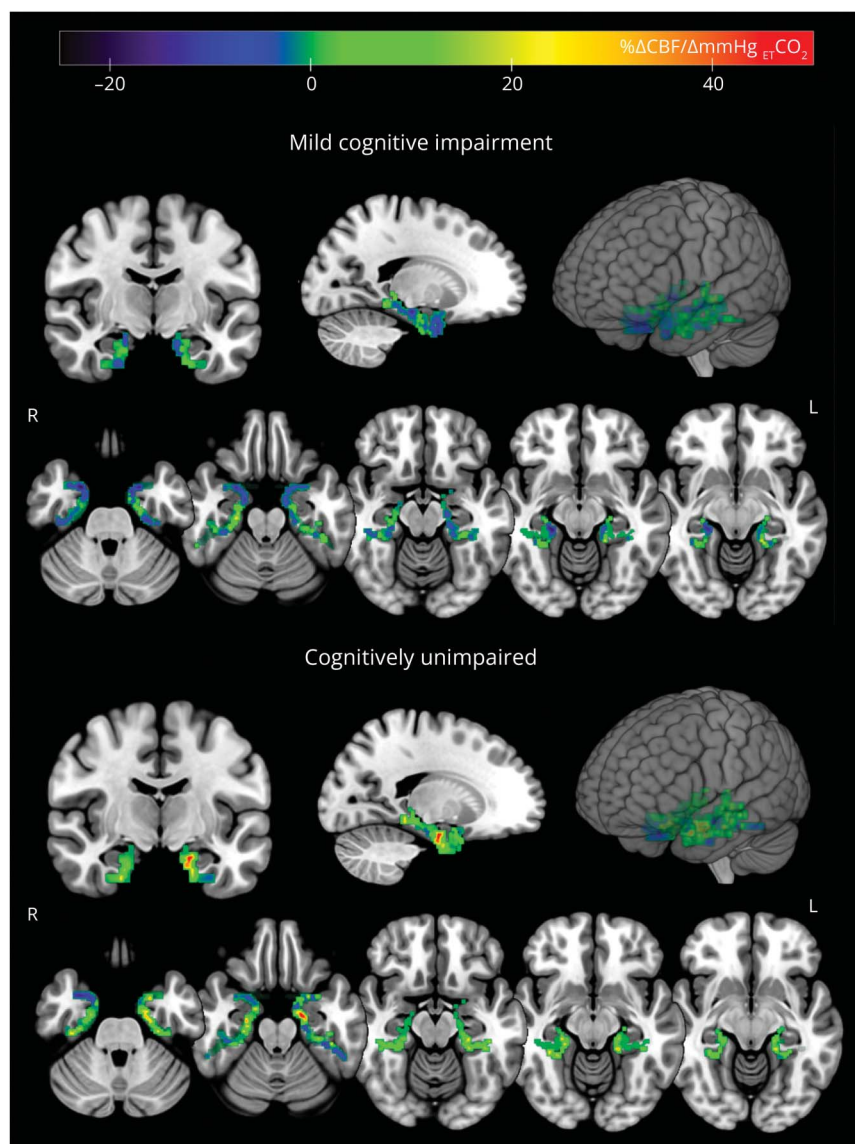 %ΔCBF/ΔmmHg ETCO2
−20 0 20 40
Mild cognitive impairment
R L
Cognitively unimpaired
R L